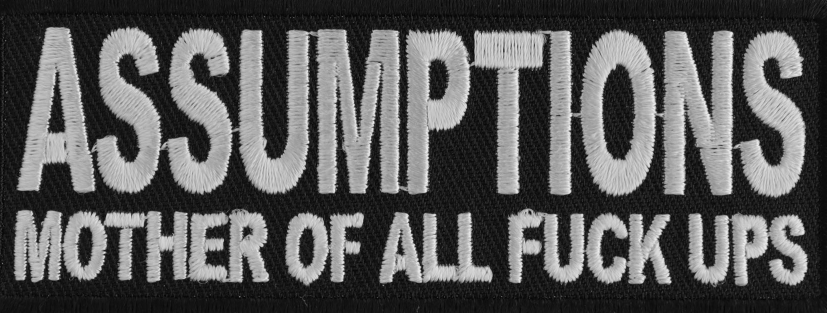 ASSUMPTIONS
MOTHER OF ALL FUCK UPS